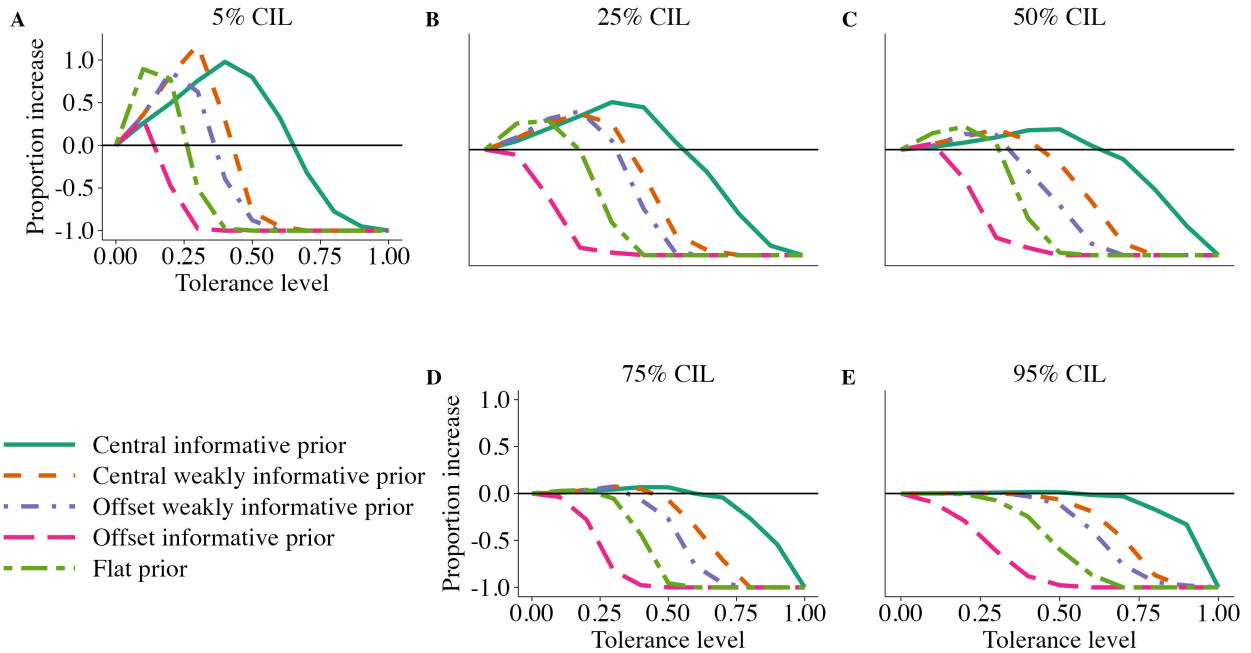 A
5% CIL
B
25% CIL
C
50% CIL
Proportion increase
1.0
0.5
0.0
-0.5
-1.0
0.00 0.25 0.50 0.75 1.00
Tolerance level
D
75% CIL
E
95% CIL
Proportion increase
1.0
0.5
0.0
-0.5
-1.0
0.00 0.25 0.50 0.75 1.00
Tolerance level
0.00 0.25 0.50 0.75 1.00
Tolerance level
Central informative prior
Central weakly informative prior
Offset weakly informative prior
Offset informative prior
Flat prior